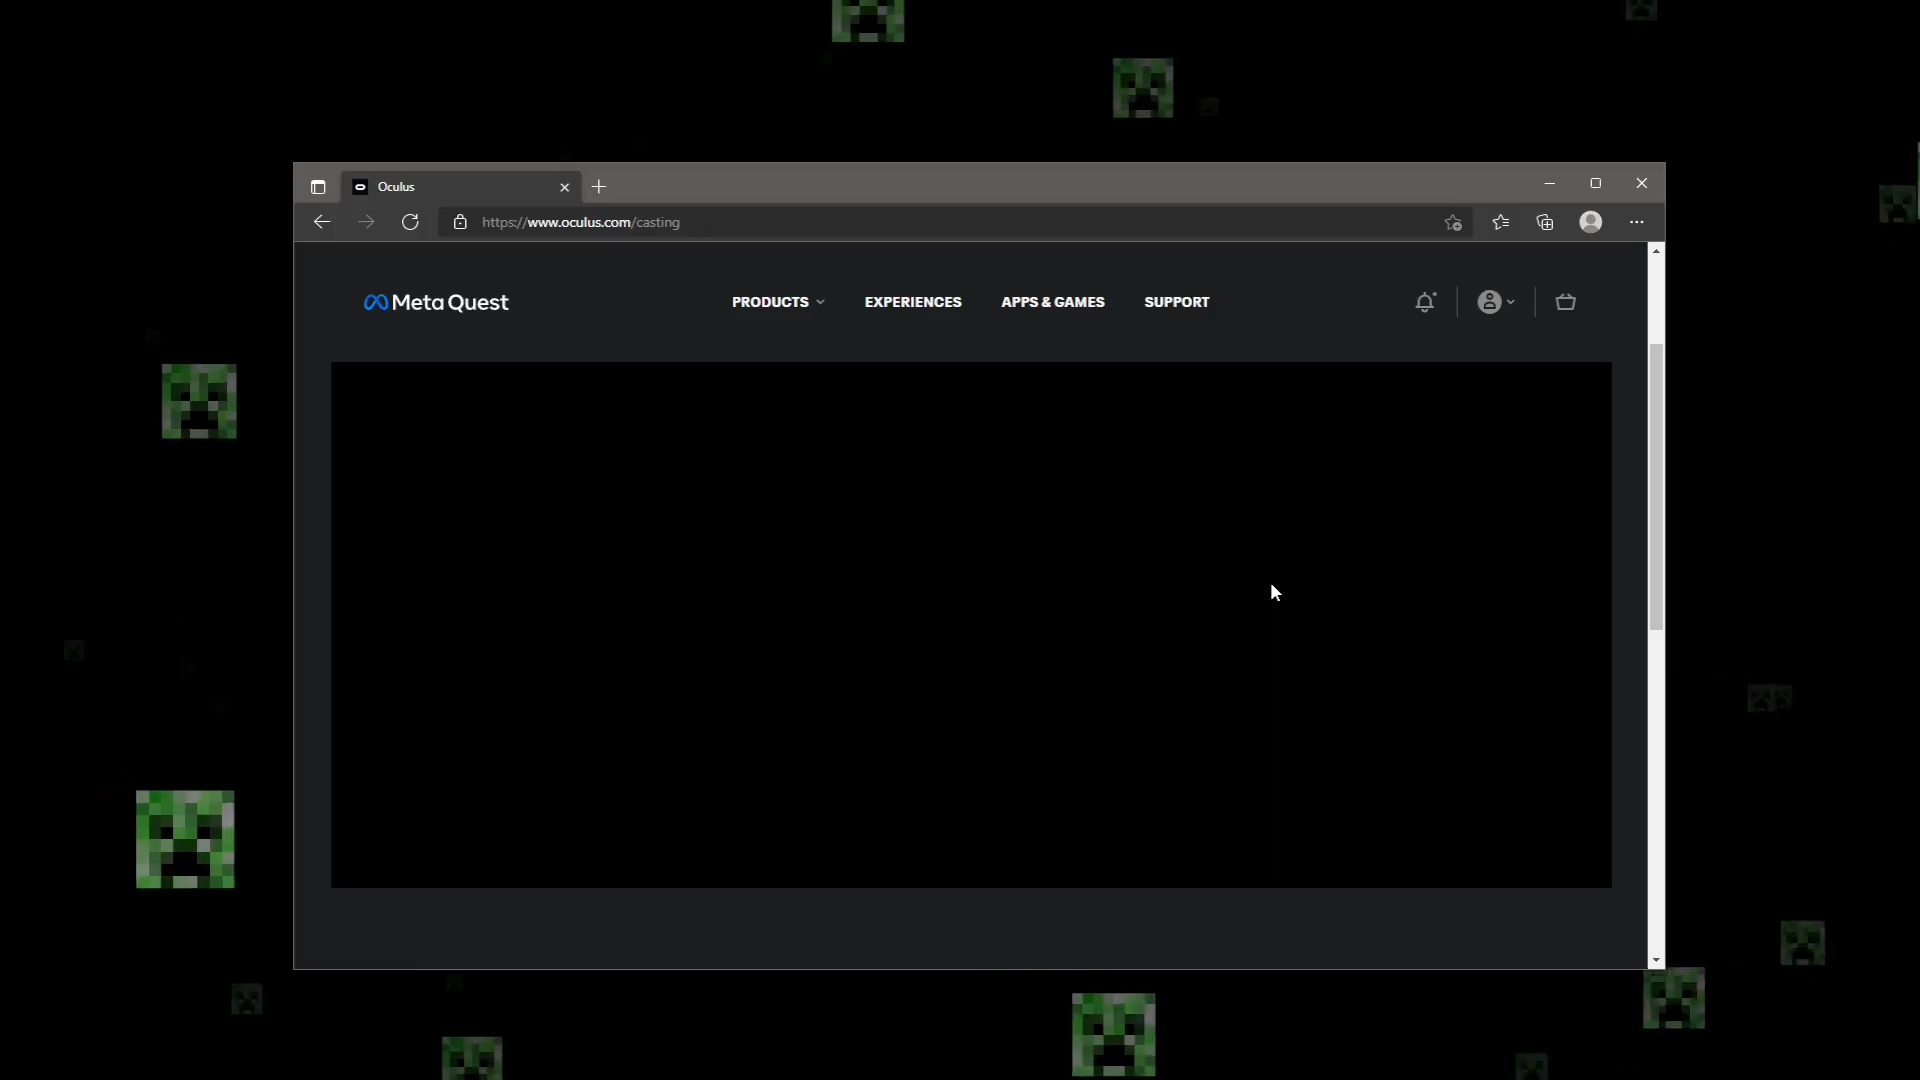 Oculus
https://www.oculus.com/casting
Meta Quest
PRODUCTS
EXPERIENCES
APPS & GAMES
SUPPORT